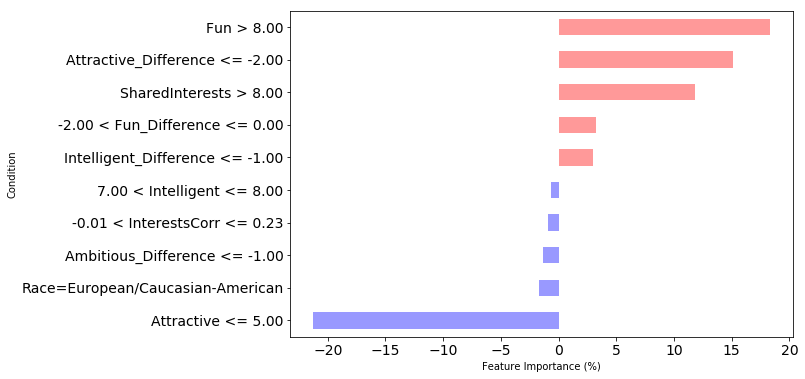 Fun > 8.00
Attractive_Difference <= -2.00
SharedInterests > 8.00
-2.00 < Fun_Difference <= 0.00
Intelligent_Difference <= -1.00
7.00 < Intelligent <= 8.00
-0.01 < InterestsCorr <= 0.23
Ambitious_Difference <= -1.00
Race=European/Caucasian-American
Attractive <= 5.00
Condition
−20 −15 −10 −5 0 5 10 15 20
Feature Importance (%)